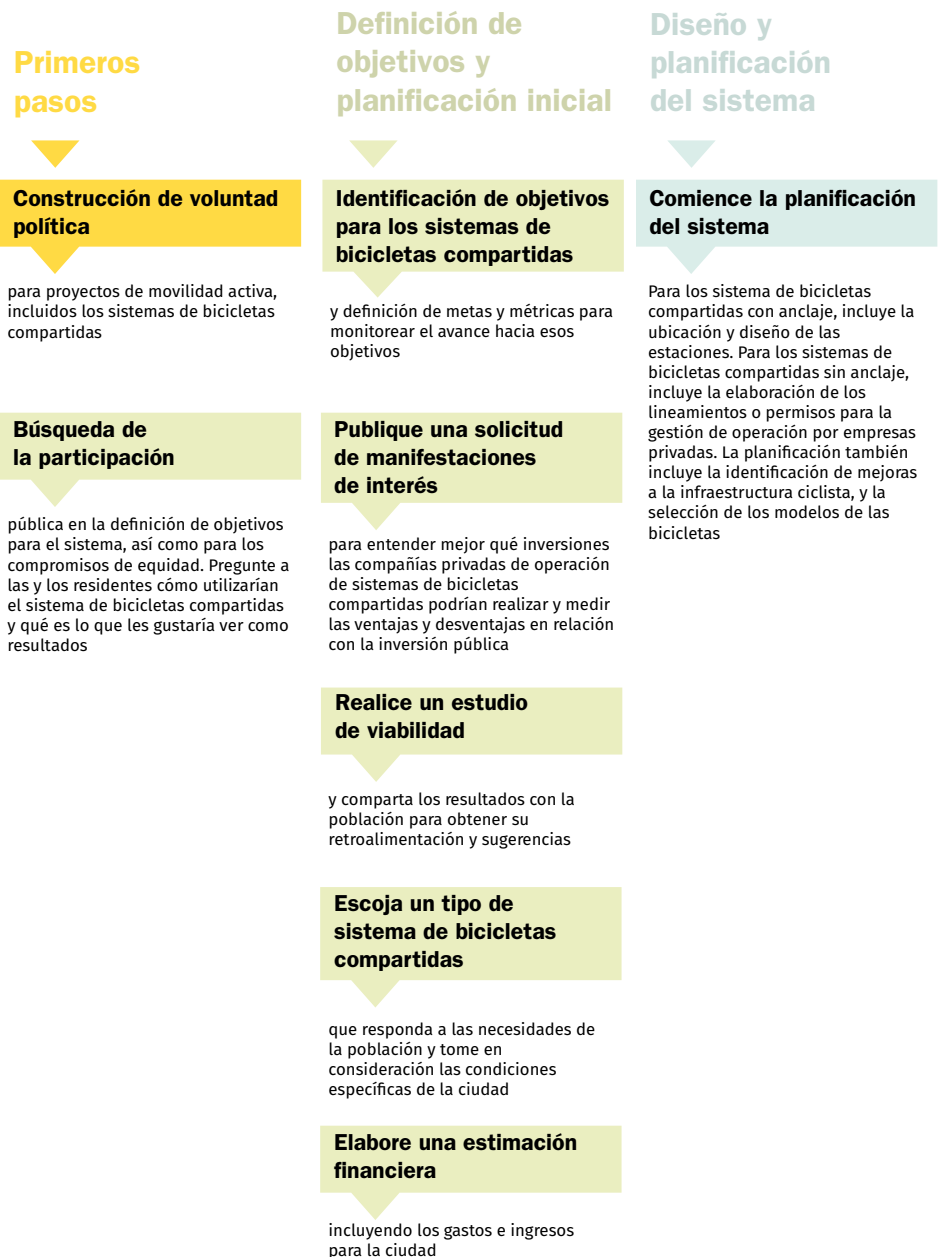 Primeros
pasos
Construcción de voluntad
política
para proyectos de movilidad activa,
incluidos los sistemas de bicicletas
compartidas
Búsqueda de
la participación
pública en la definición de objetivos
para el sistema, así como para los
compromisos de equidad. Pregunte a
las y los residentes cómo utilizarían
el sistema de bicicletas compartidas
y qué es lo que les gustaría ver como
resultados
Definición de
objetivos y
planificación inicial
Identificación de objetivos
para los sistemas de
bicicletas compartidas
y definición de metas y métricas para
monitorear el avance hacia esos
objetivos
Publique una solicitud
de manifestaciones
de interés
para entender mejor qué inversiones
las compañías privadas de operación
de sistemas de bicicletas
compartidas podrían realizar y medir
las ventajas y desventajas en relación
con la inversión pública
Realice un estudio
de viabilidad
y comparta los resultados con la
población para obtener su
retroalimentación y sugerencias
Escoja un tipo de
sistema de bicicletas
compartidas
que responda a las necesidades de
la población y tome en
consideración las condiciones
específicas de la ciudad
Elabore una estimación
financiera
incluyendo los gastos e ingresos
para la ciudad
Diseño y
planificación
del sistema
Comience la planificación
del sistema
Para los sistema de bicicletas
compartidas con anclaje, incluye la
ubicación y diseño de las
estaciones. Para los sistemas de
bicicletas compartidas sin anclaje,
incluye la elaboración de los
lineamientos o permisos para la
gestión de operación por empresas
privadas. La planificación también
incluye la identificación de mejoras
a la infraestructura ciclista, y la
selección de los modelos de las
bicicletas